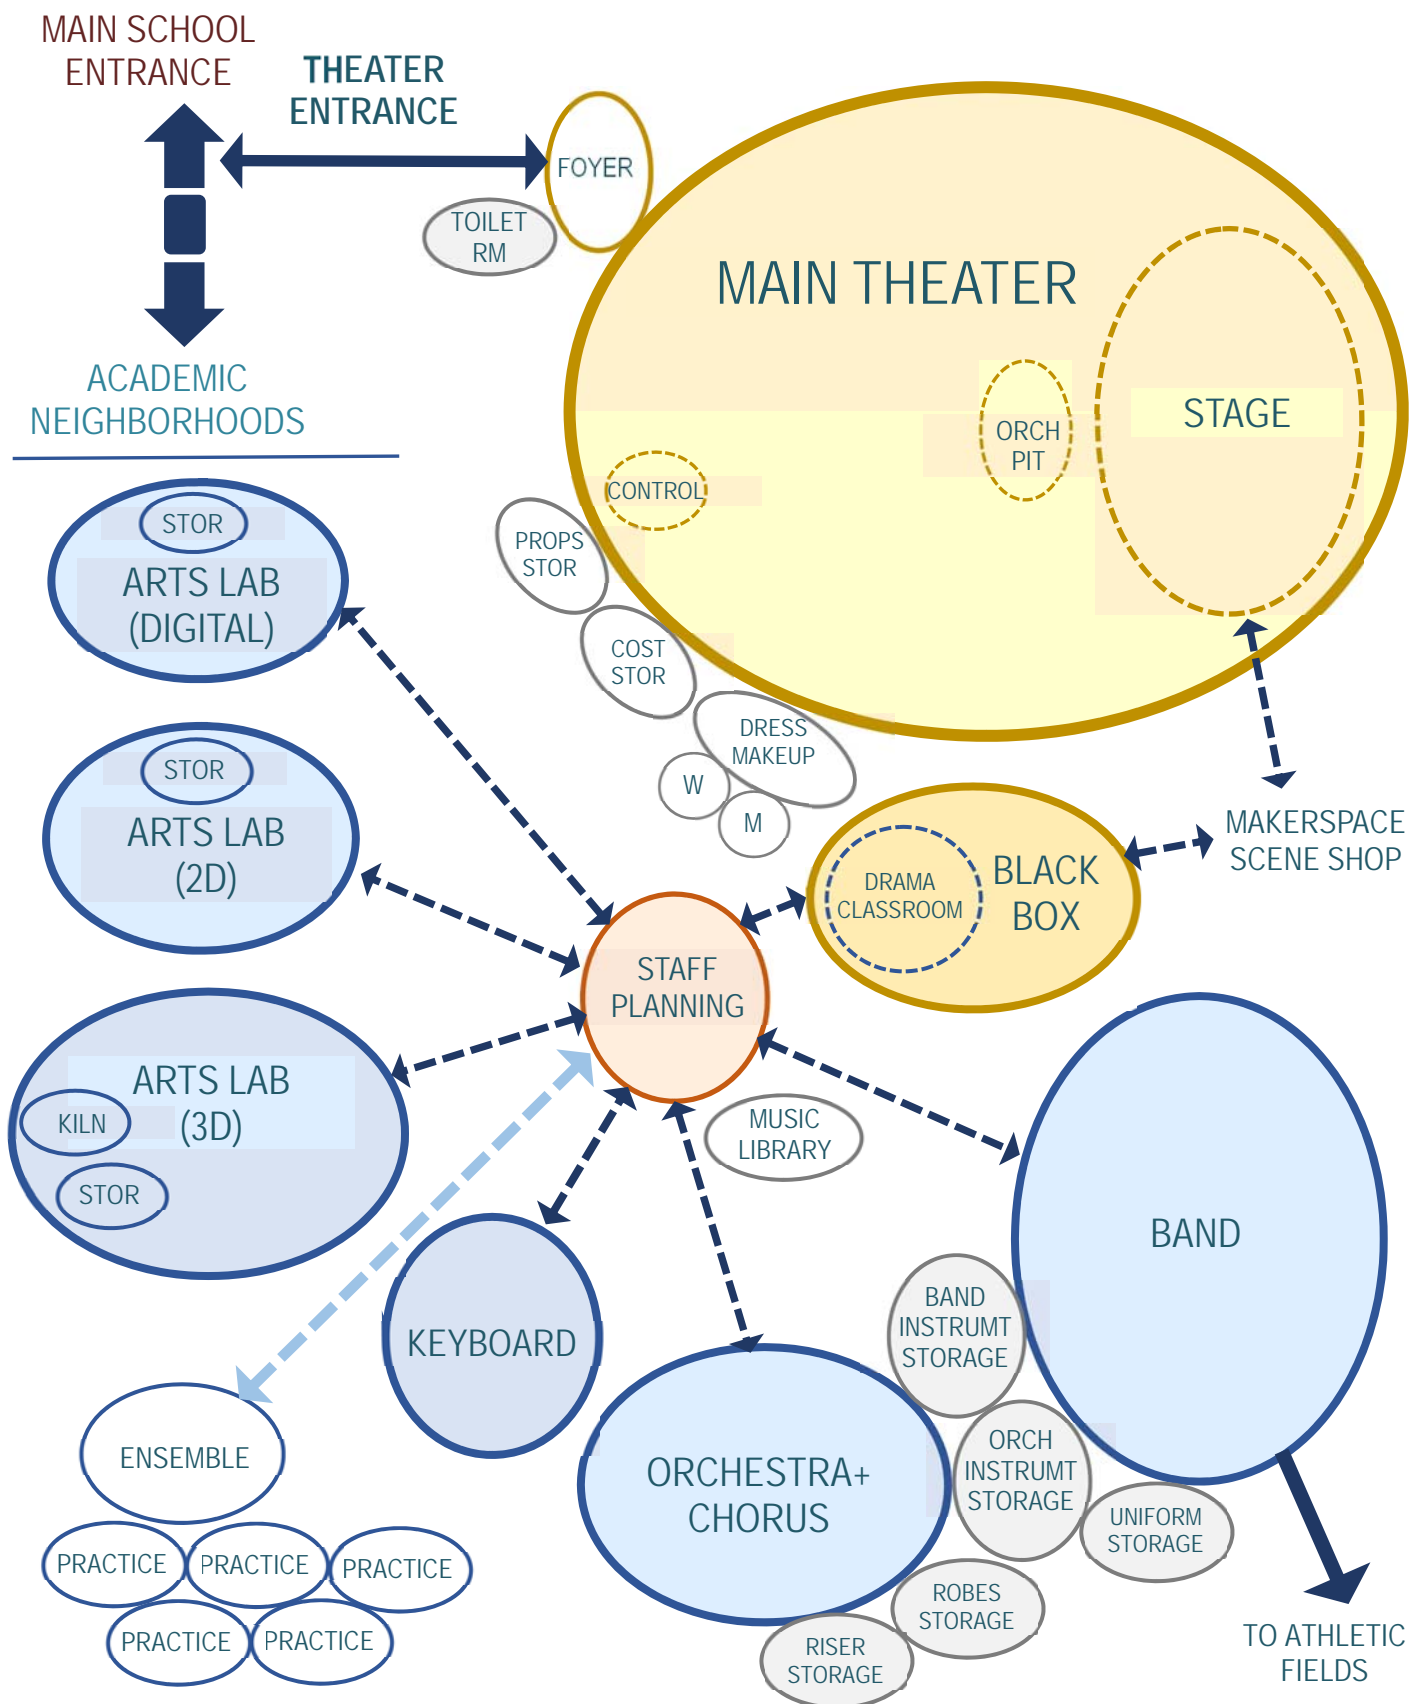 MAIN SCHOOL
ENTRANCE
THEATER
ENTRANCE
FOYER
TOILET
RM
MAIN THEATER
STAGE
ORCH
PIT
CONTROL
ACADEMIC
NEIGHBORHOODS
STOR
ARTS LAB
(DIGITAL)
PROPS
STOR
COST
STOR
DRESS
MAKEUP
W
M
STOR
ARTS LAB
(2D)
MAKERSPACE
SCENE SHOP
DRAMA
CLASSROOM
BLACK
BOX
STAFF
PLANNING
ARTS LAB
(3D)
KILN
STOR
MUSIC
LIBRARY
BAND
KEYBOARD
BAND
INSTRUMT
STORAGE
ENSEMBLE
ORCHESTRA+
CHORUS
ORCH
INSTRUMT
STORAGE
UNIFORM
STORAGE
PRACTICE
PRACTICE
PRACTICE
PRACTICE
PRACTICE
ROBES
STORAGE
RISER
STORAGE
TO ATHLETIC
FIELDS